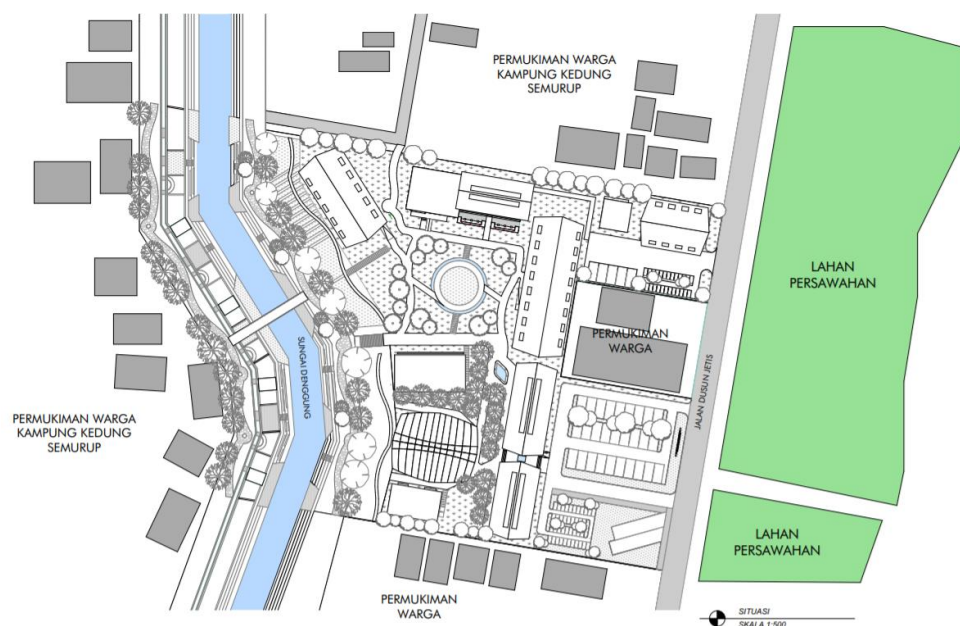 PERMUKIMAN WARGA
KAMPUNG KEDUNG
SEMURUP
LAHAN
PERSAWAHAN
PERMUKIMAN
WARGA
SUNGAI DENGGUNG
JALAN DUSUN JETIS
PERMUKIMAN WARGA
KAMPUNG KEDUNG
SEMURUP
LAHAN
PERSAWAHAN
PERMUKIMAN
WARGA
SITUASI
SKALA 1:500